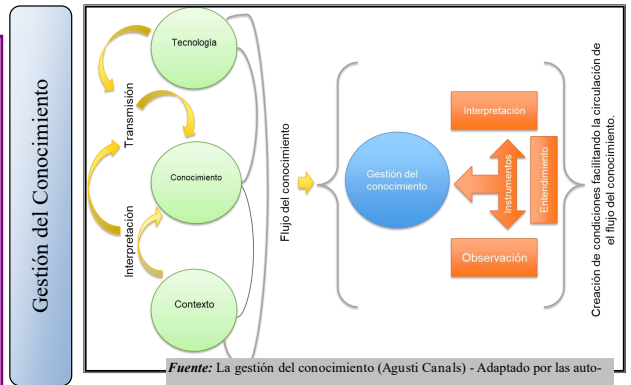 Gestión del Conocimiento
Tecnología
Transmisión
Conocimiento
Interpretación
Contexto
Flujo del conocimiento
Gestión del
conocimiento
Interpretación
Instrumentos
Entendimiento
Observación
Creación de condiciones facilitando la circulación de
el flujo del conocimiento.
Fuente: La gestión del conocimiento (Agusti Canals) - Adaptado por las auto-